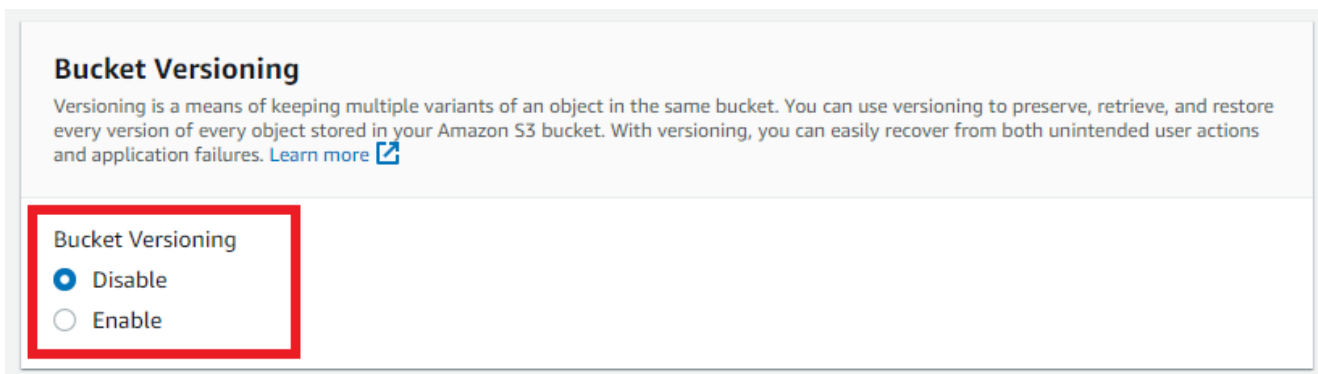 Bucket Versioning
Versioning is a means of keeping multiple variants of an object in the same bucket. You can use versioning to preserve, retrieve, and restore
every version of every object stored in your Amazon S3 bucket. With versioning, you can easily recover from both unintended user actions
and application failures. Learn more
Bucket Versioning
Disable
Enable